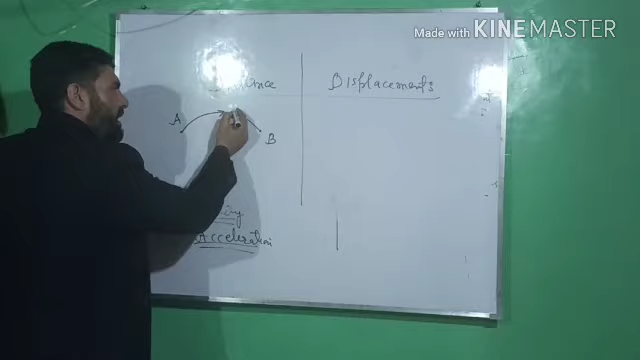 Made with KINEMASTER
Displacements
A
B
Acceleration